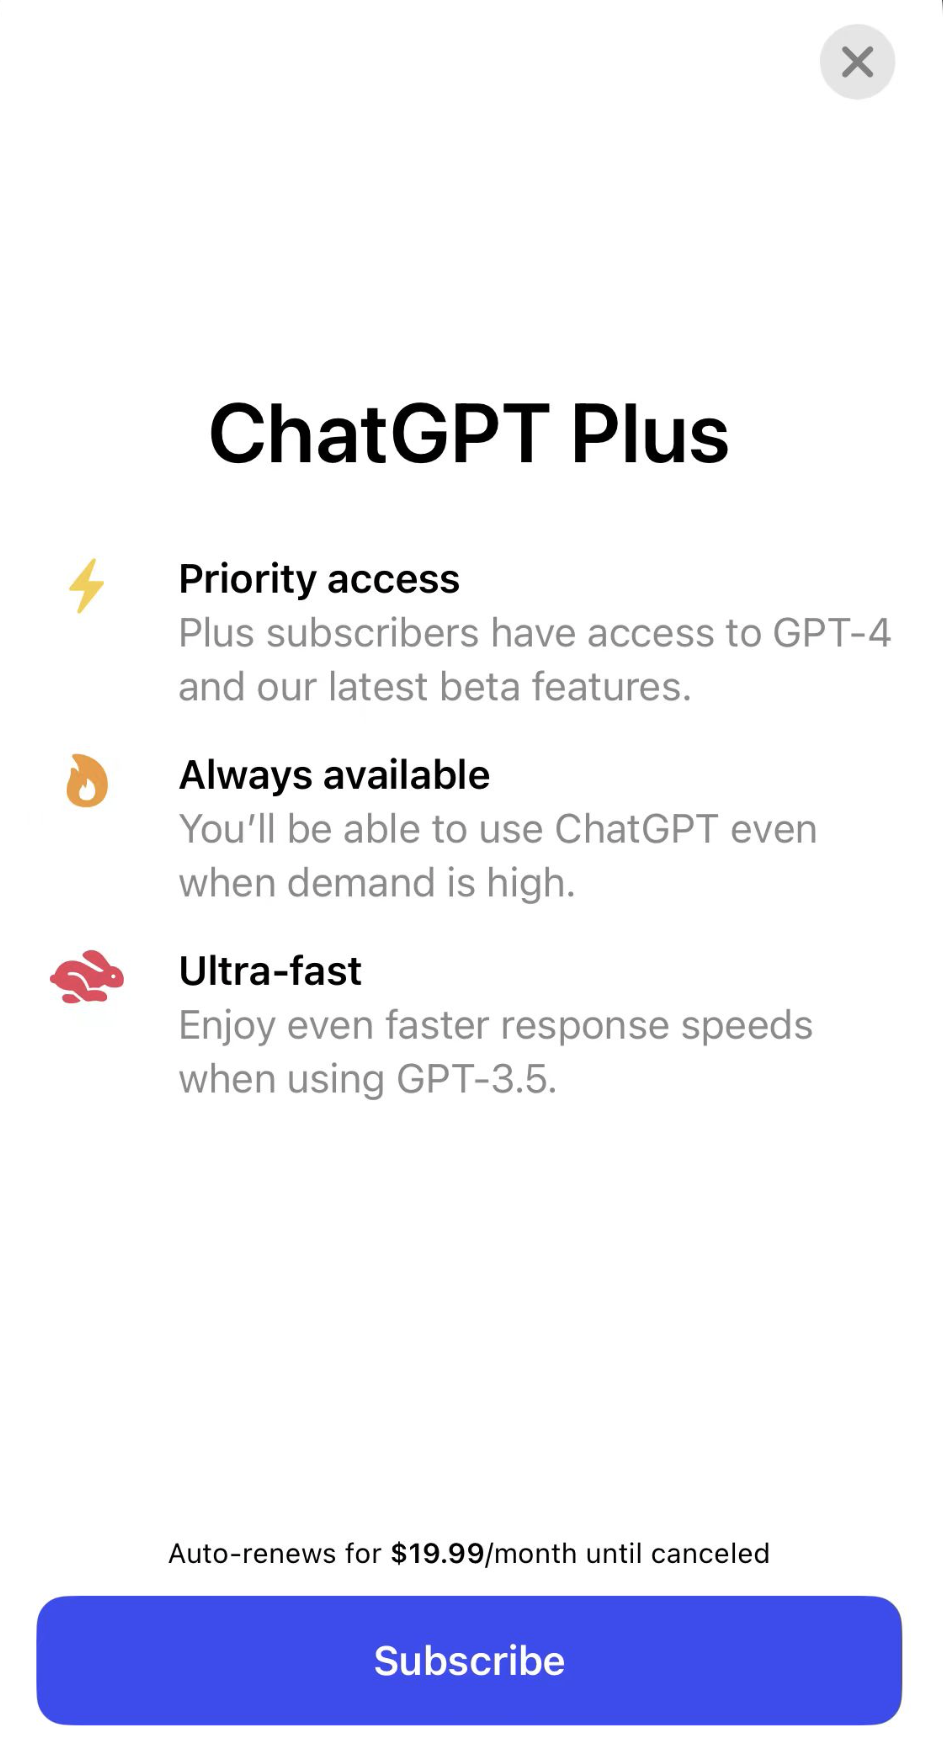 ChatGPT Plus
Priority access
Plus subscribers have access to GPT-4
and our latest beta features.
Always available
You’ll be able to use ChatGPT even
when demand is high.
Ultra-fast
Enjoy even faster response speeds
when using GPT-3.5.
Auto-renews for $19.99/month until canceled
Subscribe